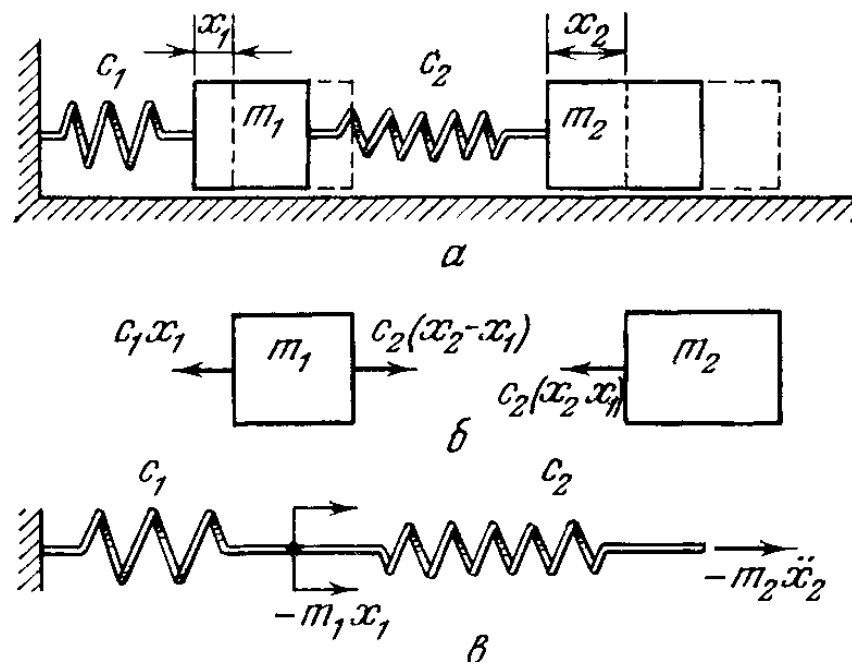 x₁ x₂
c₁ c₂
m₁ m₂
а
c₁x₁ m₁ c₂(x₂-x₁) m₂
c₂(x₂ x₁)
б
c₁ c₂
-m₁x₁ -m₂ẍ₂
в